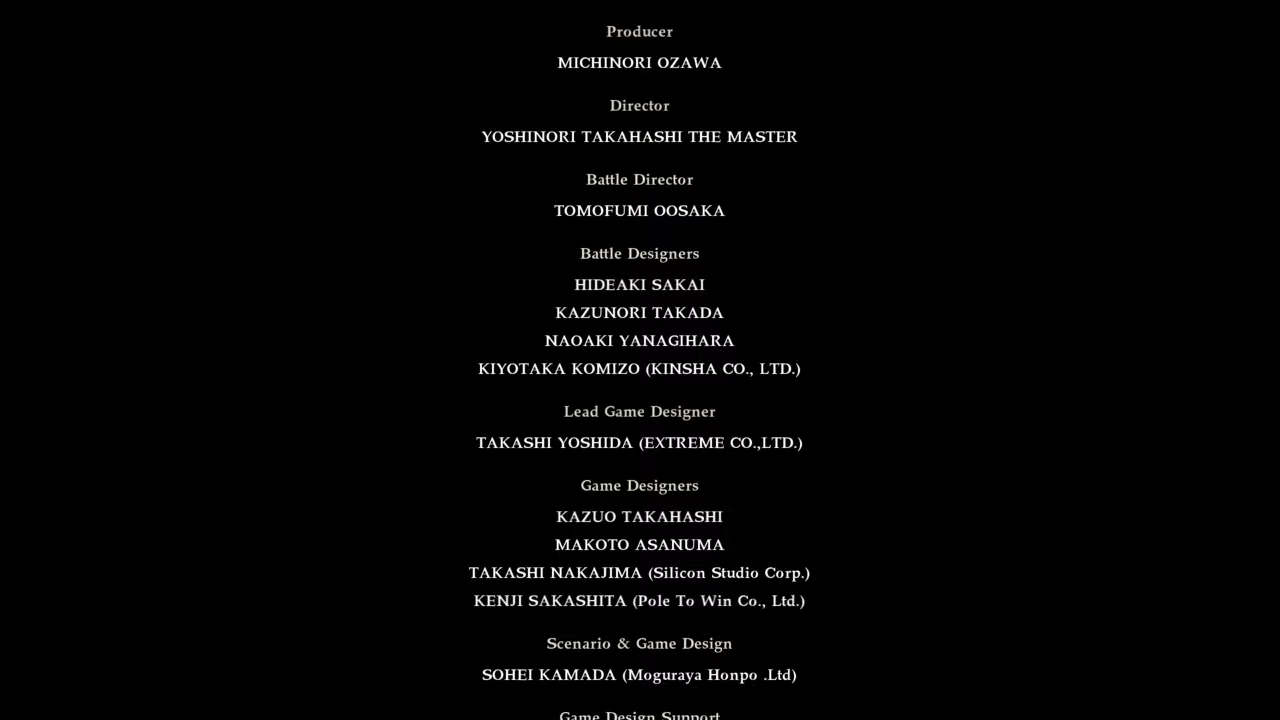 Producer
MICHINORI OZAWA
Director
YOSHINORI TAKAHASHI THE MASTER
Battle Director
TOMOFUMI OOSAKA
Battle Designers
HIDEAKI SAKAI
KAZUNORI TAKADA
NAOAKI YANAGIHARA
KIYOTAKA KOMIZO (KINSHA CO., LTD.)
Lead Game Designer
TAKASHI YOSHIDA (EXTREME CO.,LTD.)
Game Designers
KAZUO TAKAHASHI
MAKOTO ASANUMA
TAKASHI NAKAJIMA (Silicon Studio Corp.)
KENJI SAKASHITA (Pole To Win Co., Ltd.)
Scenario & Game Design
SOHEI KAMADA (Moguraya Honpo .Ltd)
Game Design Support